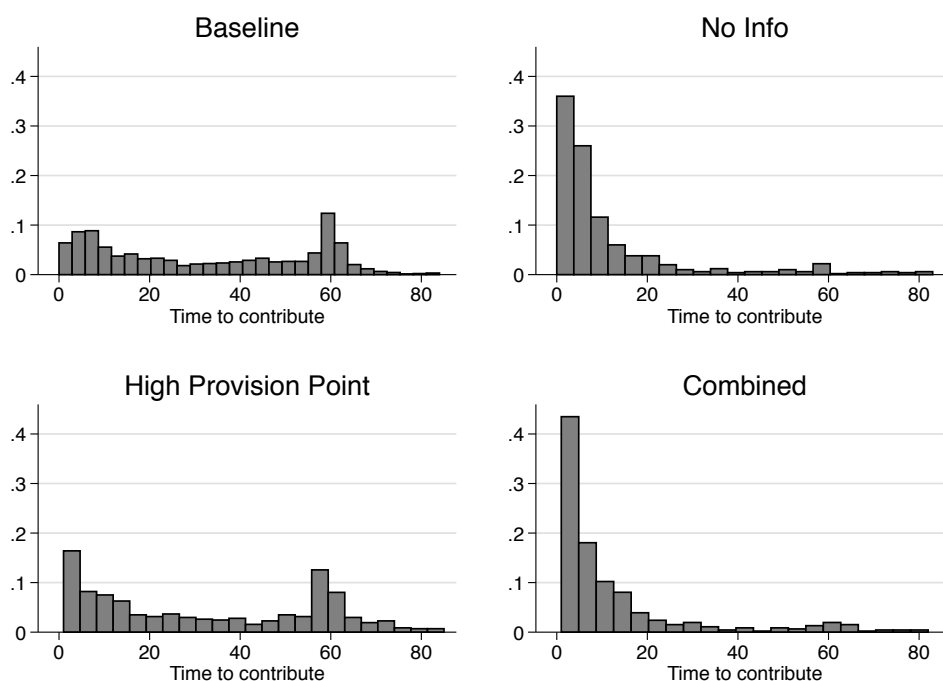 Baseline
.4
.3
.2
.1
0
0 20 40 60 80
Time to contribute
No Info
.4
.3
.2
.1
0
0 20 40 60 80
Time to contribute
High Provision Point
.4
.3
.2
.1
0
0 20 40 60 80
Time to contribute
Combined
.4
.3
.2
.1
0
0 20 40 60 80
Time to contribute